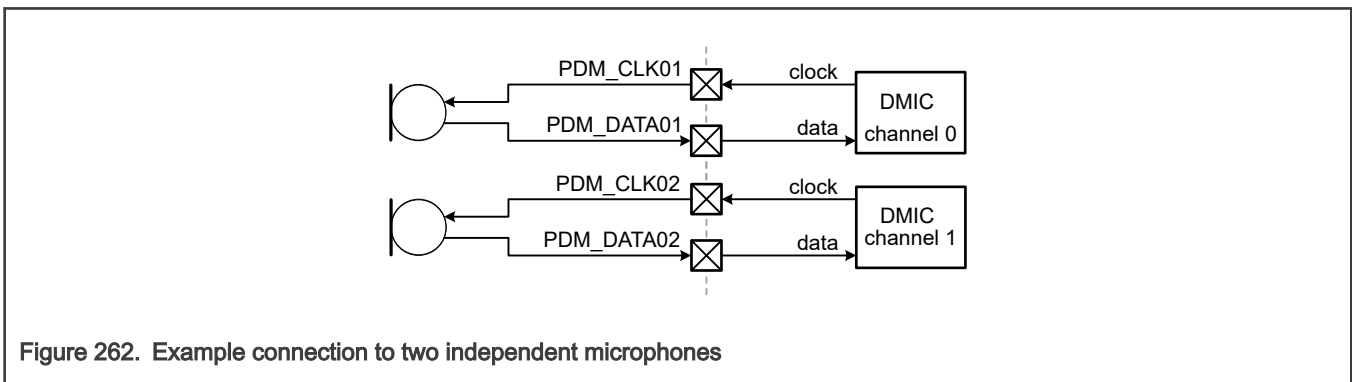 PDM_CLK01
clock
DMIC
channel 0
PDM_DATA01
data
PDM_CLK02
clock
DMIC
channel 1
PDM_DATA02
data
Figure 262. Example connection to two independent microphones